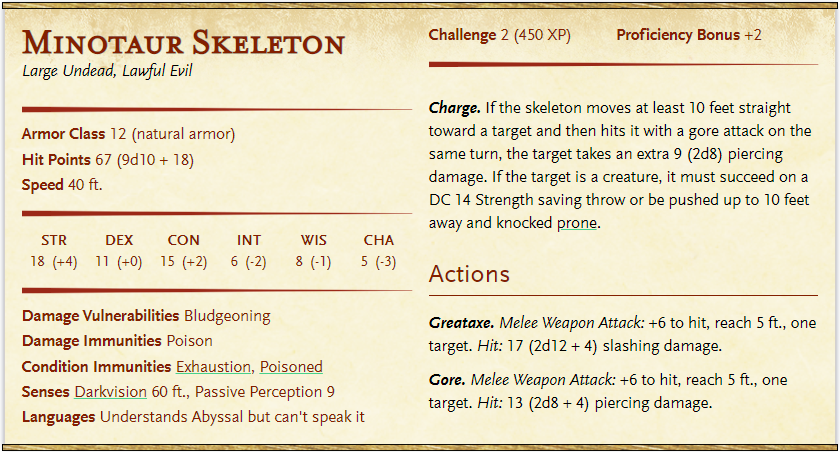 Minotaur Skeleton
Large Undead, Lawful Evil
Armor Class 12 (natural armor)
Hit Points 67 (9d10 + 18)
Speed 40 ft.
STR DEX CON INT WIS CHA
18 (+4) 11 (+0) 15 (+2) 6 (-2) 8 (-1) 5 (-3)
Damage Vulnerabilities Bludgeoning
Damage Immunities Poison
Condition Immunities Exhaustion, Poisoned
Senses Darkvision 60 ft., Passive Perception 9
Languages Understands Abyssal but can't speak it
Challenge 2 (450 XP) Proficiency Bonus +2
Charge. If the skeleton moves at least 10 feet straight
toward a target and then hits it with a gore attack on the
same turn, the target takes an extra 9 (2d8) piercing
damage. If the target is a creature, it must succeed on a
DC 14 Strength saving throw or be pushed up to 10 feet
away and knocked prone.
Actions
Greataxe. Melee Weapon Attack: +6 to hit, reach 5 ft., one
target. Hit: 17 (2d12 + 4) slashing damage.
Gore. Melee Weapon Attack: +6 to hit, reach 5 ft., one
target. Hit: 13 (2d8 + 4) piercing damage.